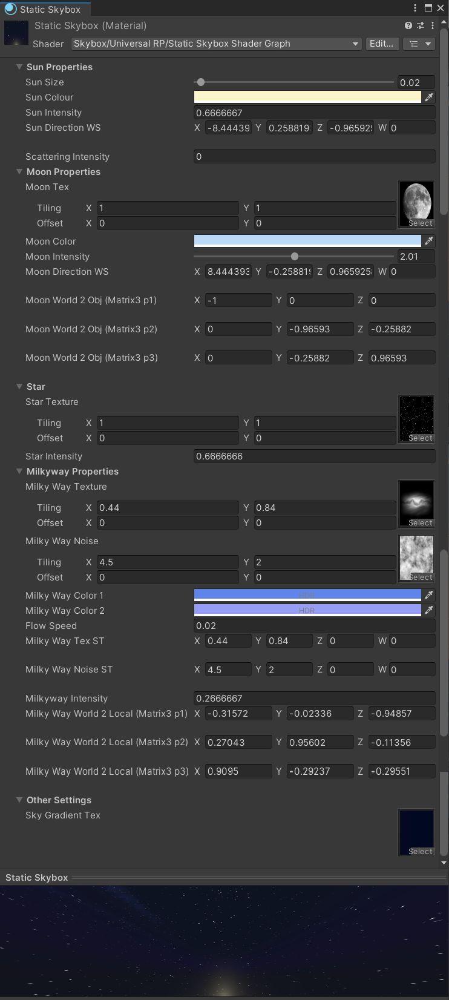 Static Skybox
Static Skybox (Material)
Shader Skybox/Universal RP/Static Skybox Shader Graph Edit...
Sun Properties
Sun Size 0.02
Sun Colour
Sun Intensity 0.6666667
Sun Direction WS X -8.44439 Y 0.258819 Z -0.96592 W 0
Scattering Intensity 0
Moon Properties
Moon Tex
Tiling X 1 Y 1
Offset X 0 Y 0
Select
Moon Color
Moon Intensity 2.01
Moon Direction WS X 8.444393 Y -0.25881 Z 0.965925 W 0
Moon World 2 Obj (Matrix3 p1) X -1 Y 0 Z 0
Moon World 2 Obj (Matrix3 p2) X 0 Y -0.96593 Z -0.25882
Moon World 2 Obj (Matrix3 p3) X 0 Y -0.25882 Z 0.96593
Star
Star Texture
Tiling X 1 Y 1
Offset X 0 Y 0
Select
Star Intensity 0.6666666
Milkyway Properties
Milky Way Texture
Tiling X 0.44 Y 0.84
Offset X 0 Y 0
Select
Milky Way Noise
Tiling X 4.5 Y 2
Offset X 0 Y 0
Select
Milky Way Color 1
Milky Way Color 2 HDR
Flow Speed 0.02
Milky Way Tex ST X 0.44 Y 0.84 Z 0 W 0
Milky Way Noise ST X 4.5 Y 2 Z 0 W 0
Milkyway Intensity 0.2666667
Milky Way World 2 Local (Matrix3 p1) X -0.31572 Y -0.02336 Z -0.94857
Milky Way World 2 Local (Matrix3 p2) X 0.27043 Y 0.95602 Z -0.11356
Milky Way World 2 Local (Matrix3 p3) X 0.9095 Y -0.29237 Z -0.29551
Other Settings
Sky Gradient Tex
Select
Static Skybox